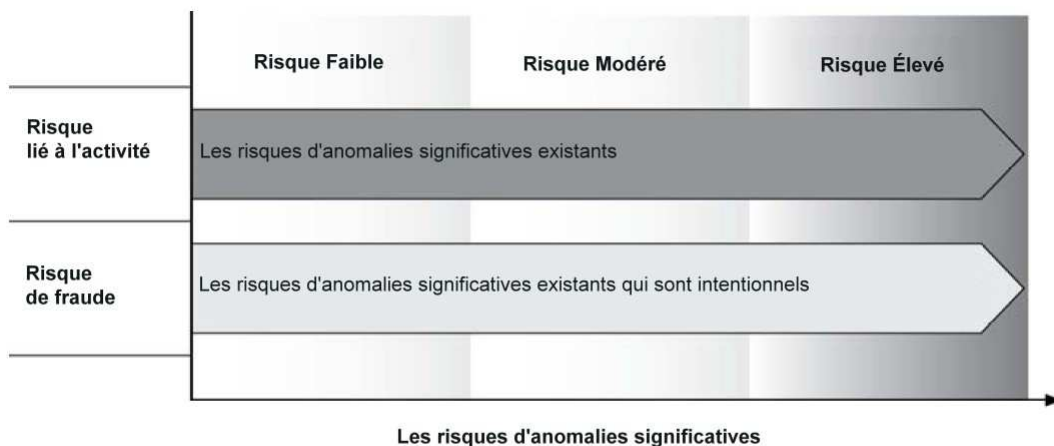 Risque Faible
Risque Modéré
Risque Élevé
Risque
lié à l'activité
Les risques d'anomalies significatives existants
Risque
de fraude
Les risques d'anomalies significatives existants qui sont intentionnels
Les risques d'anomalies significatives